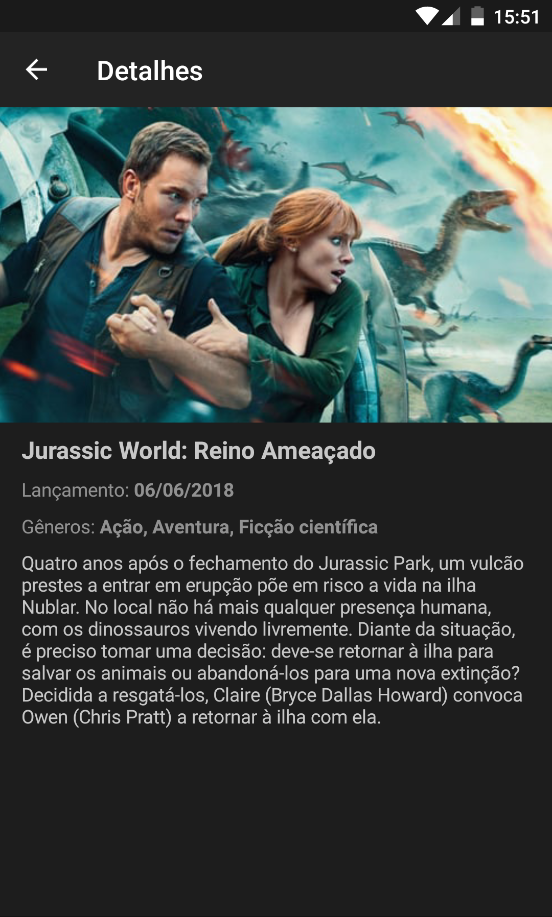 15:51
Detalhes
Jurassic World: Reino Ameaçado
Lançamento: 06/06/2018
Gêneros: Ação, Aventura, Ficção científica
Quatro anos após o fechamento do Jurassic Park, um vulcão
prestes a entrar em erupção põe em risco a vida na ilha
Nublar. No local não há mais qualquer presença humana,
com os dinossauros vivendo livremente. Diante da situação,
é preciso tomar uma decisão: deve-se retornar à ilha para
salvar os animais ou abandoná-los para uma nova extinção?
Decidida a resgatá-los, Claire (Bryce Dallas Howard) convoca
Owen (Chris Pratt) a retornar à ilha com ela.